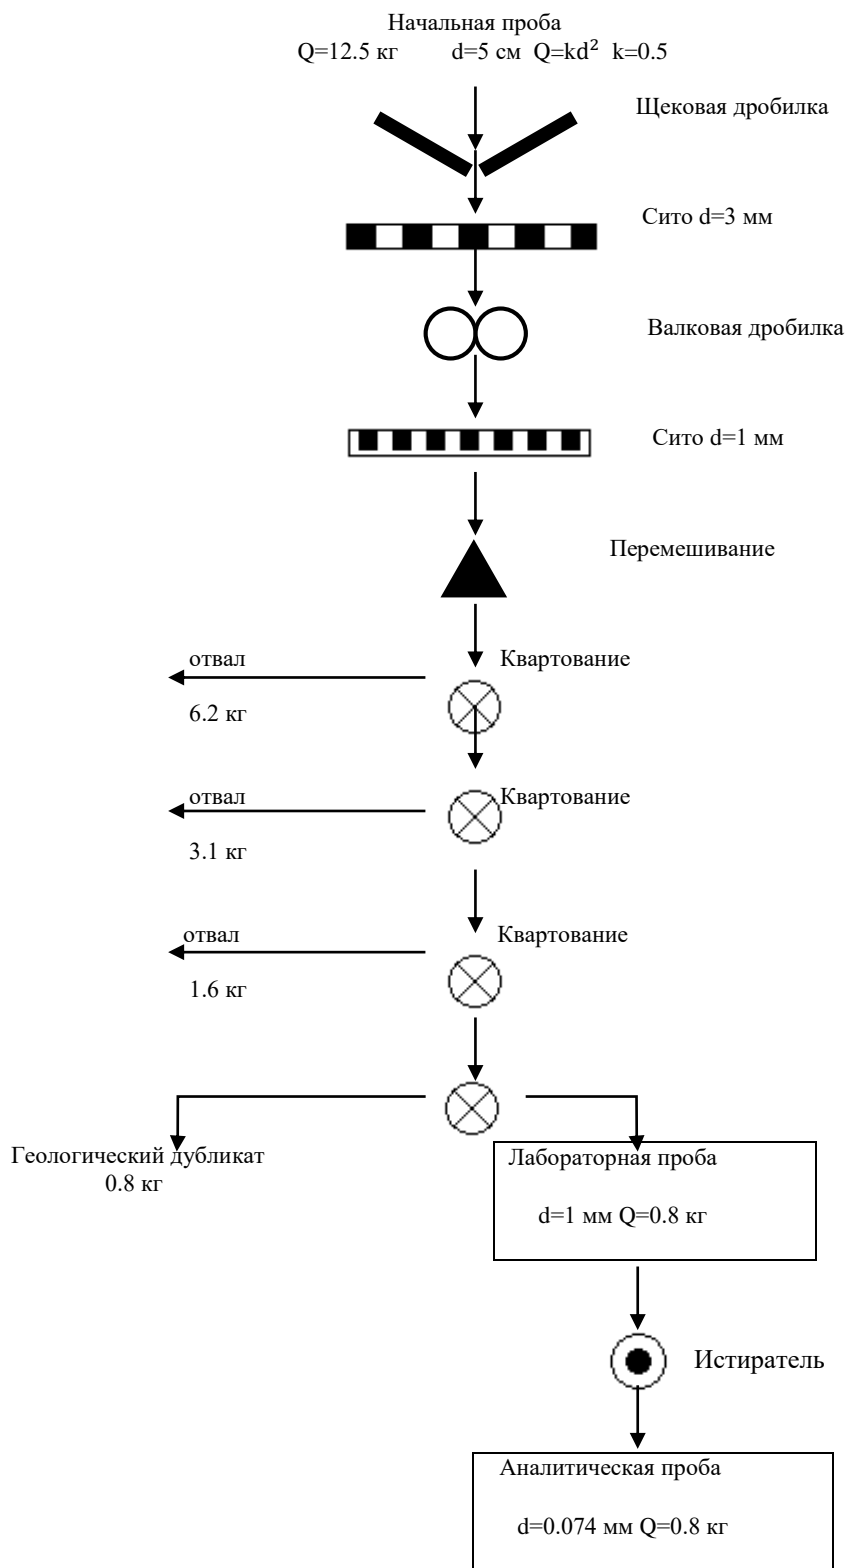 Начальная проба
Q=12.5 кг d=5 см Q=kd² k=0.5
Щековая дробилка
Сито d=3 мм
Валковая дробилка
Сито d=1 мм
Перемешивание
отвал
Квартование
6.2 кг
отвал
Квартование
3.1 кг
отвал
Квартование
1.6 кг
Геологический дубликат
0.8 кг
Лабораторная проба
d=1 мм Q=0.8 кг
Истиратель
Аналитическая проба
d=0.074 мм Q=0.8 кг